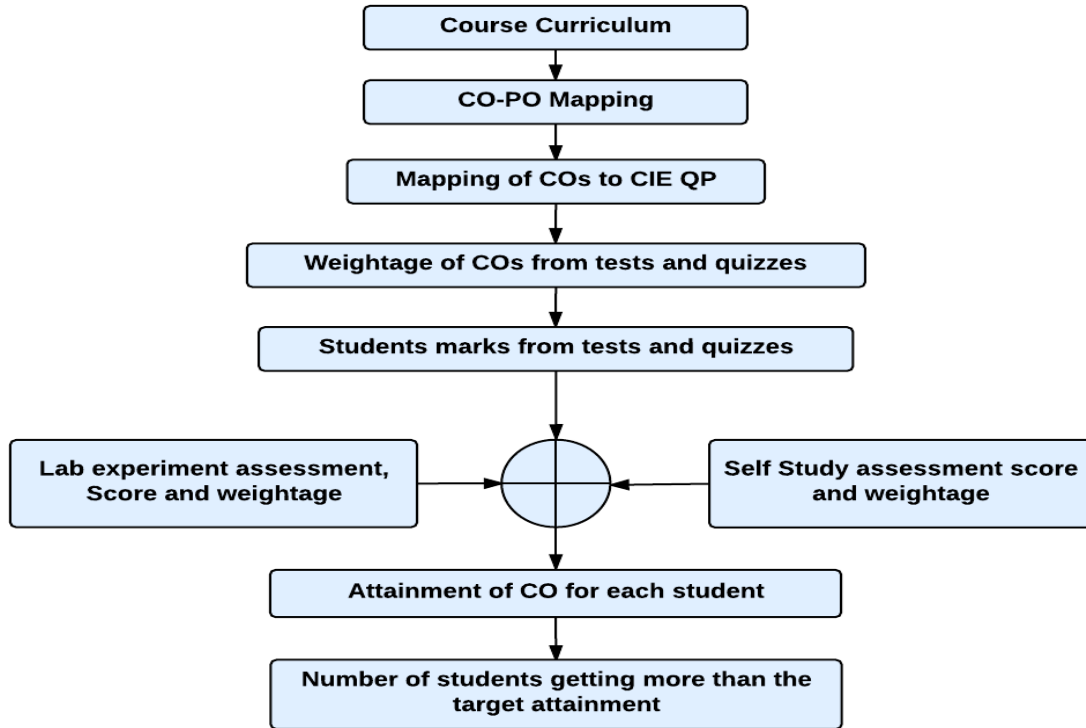 Course Curriculum
CO-PO Mapping
Mapping of COs to CIE QP
Weightage of COs from tests and quizzes
Students marks from tests and quizzes
Lab experiment assessment,
Score and weightage
Self Study assessment score
and weightage
Attainment of CO for each student
Number of students getting more than the
target attainment